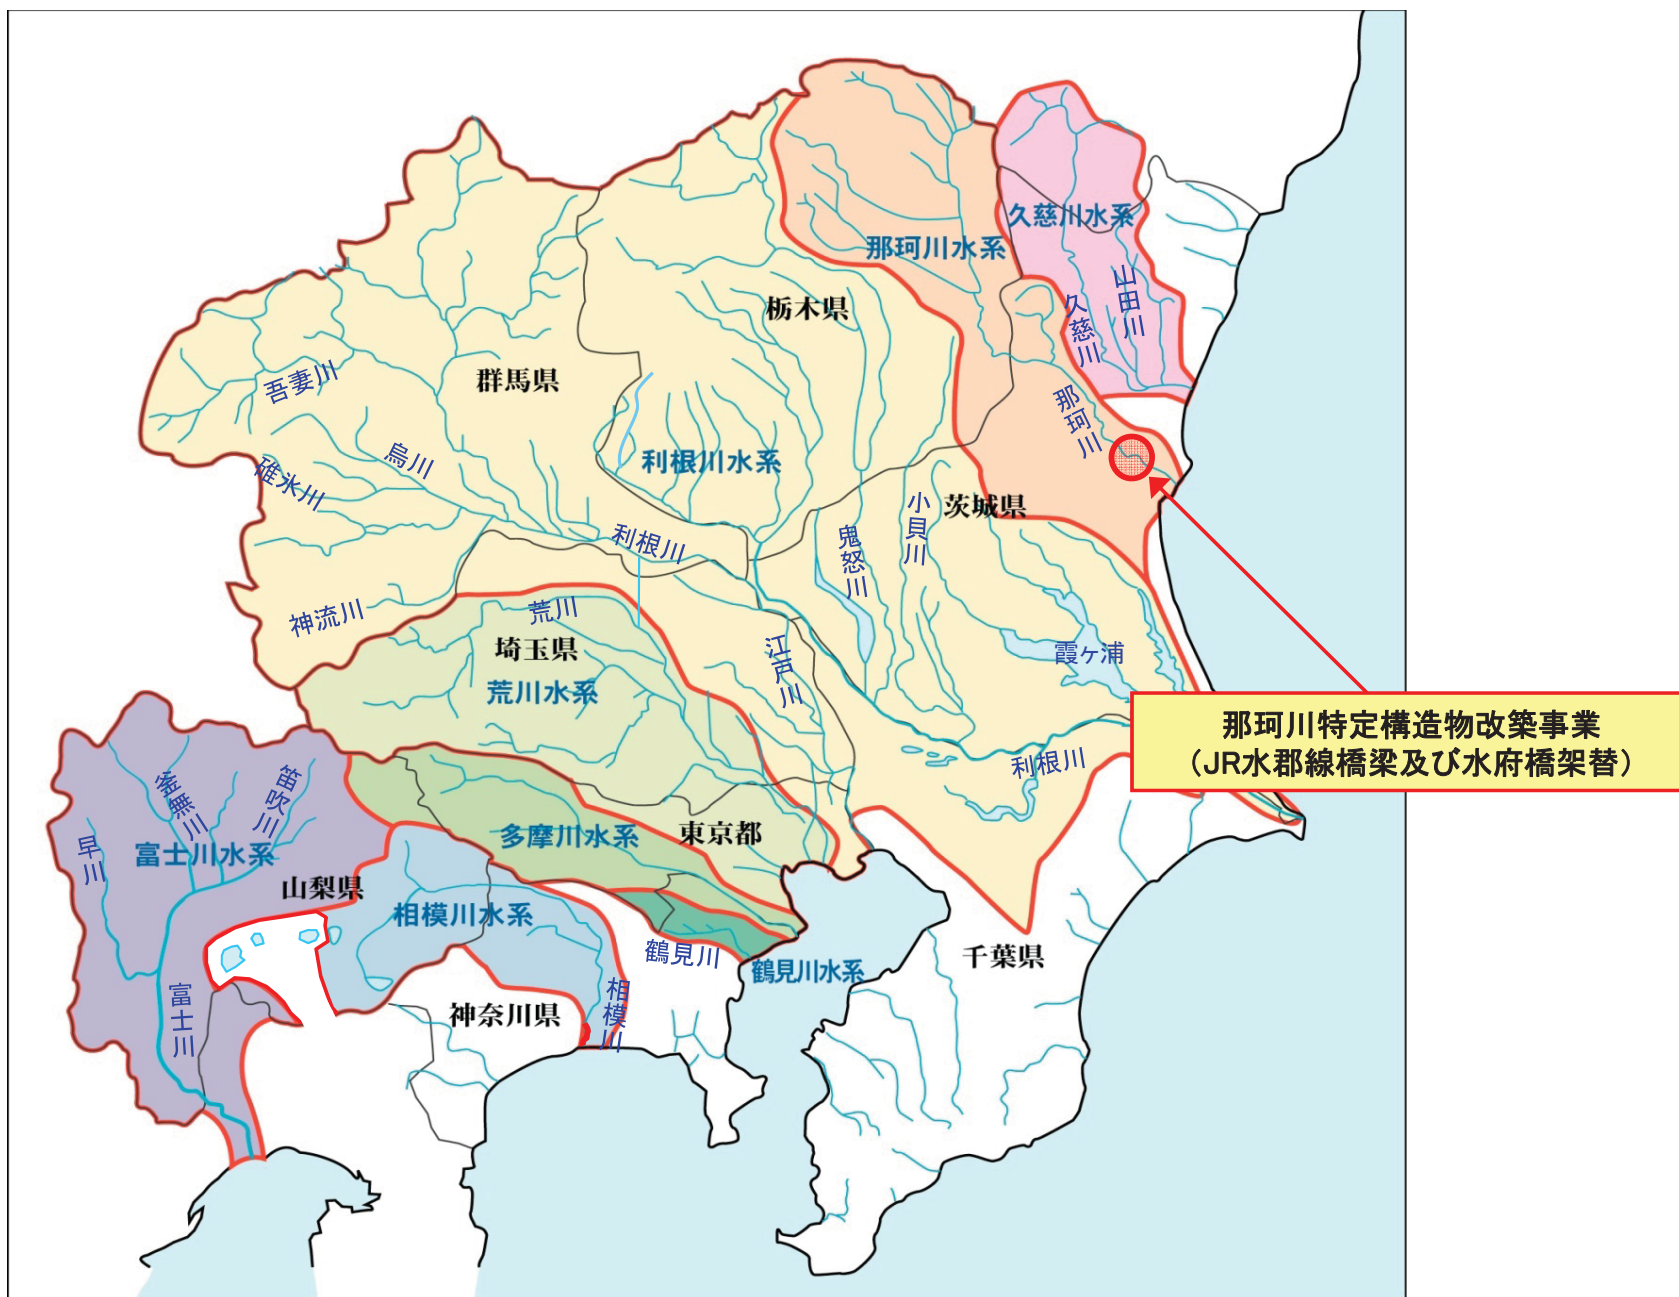 久慈川水系
那珂川水系
山田川
久慈川
栃木県
群馬県
吾妻川
那珂川
烏川
利根川水系
碓氷川
茨城県
小貝川
鬼怒川
利根川
神流川
荒川
埼玉県
江戸川
霞ヶ浦
荒川水系
那珂川特定構造物改築事業
（JR水郡線橋梁及び水府橋架替）
利根川
釜無川
笛吹川
早川
富士川水系
多摩川水系
東京都
山梨県
相模川水系
鶴見川
千葉県
鶴見川水系
富士川
相模川
神奈川県